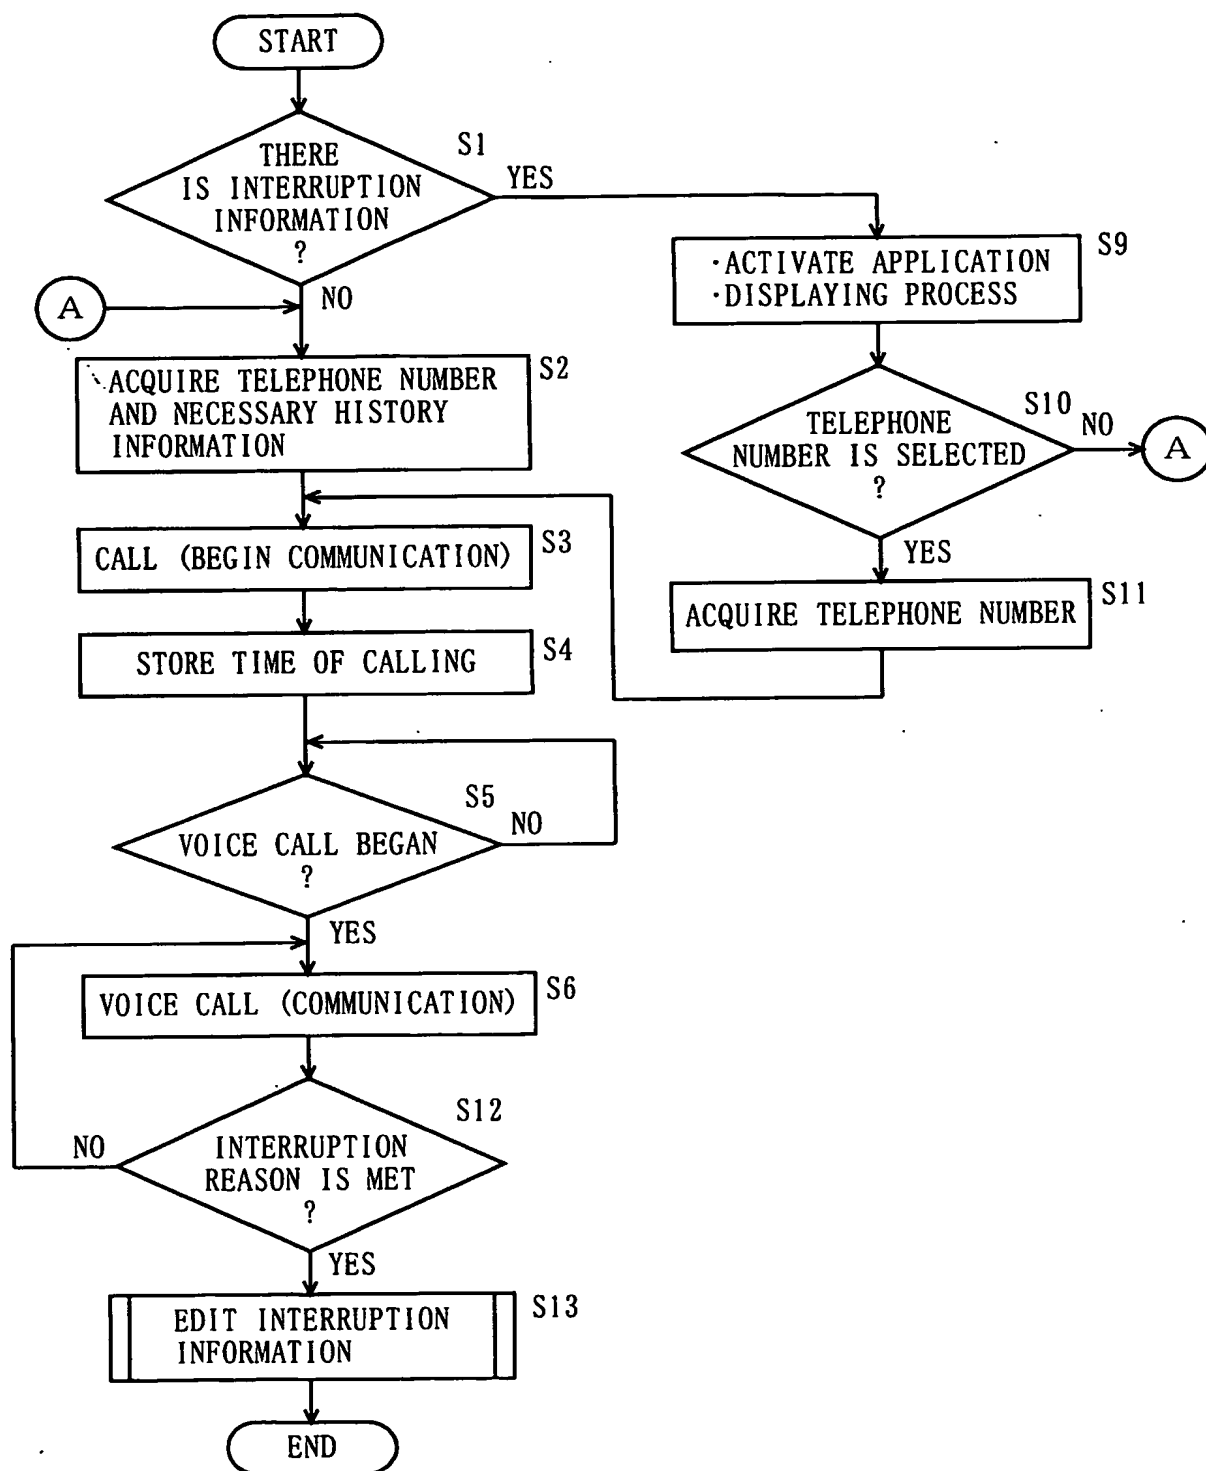 START
S1
THERE
IS INTERRUPTION
INFORMATION
?
YES
NO
A
S2
ACQUIRE TELEPHONE NUMBER
AND NECESSARY HISTORY
INFORMATION
S3
CALL (BEGIN COMMUNICATION)
S4
STORE TIME OF CALLING
S5
VOICE CALL BEGAN
?
NO
YES
S6
VOICE CALL (COMMUNICATION)
S12
INTERRUPTION
REASON IS MET
?
NO
YES
S13
EDIT INTERRUPTION
INFORMATION
END
S9
·ACTIVATE APPLICATION
·DISPLAYING PROCESS
S10
TELEPHONE
NUMBER IS SELECTED
?
NO
A
YES
S11
ACQUIRE TELEPHONE NUMBER